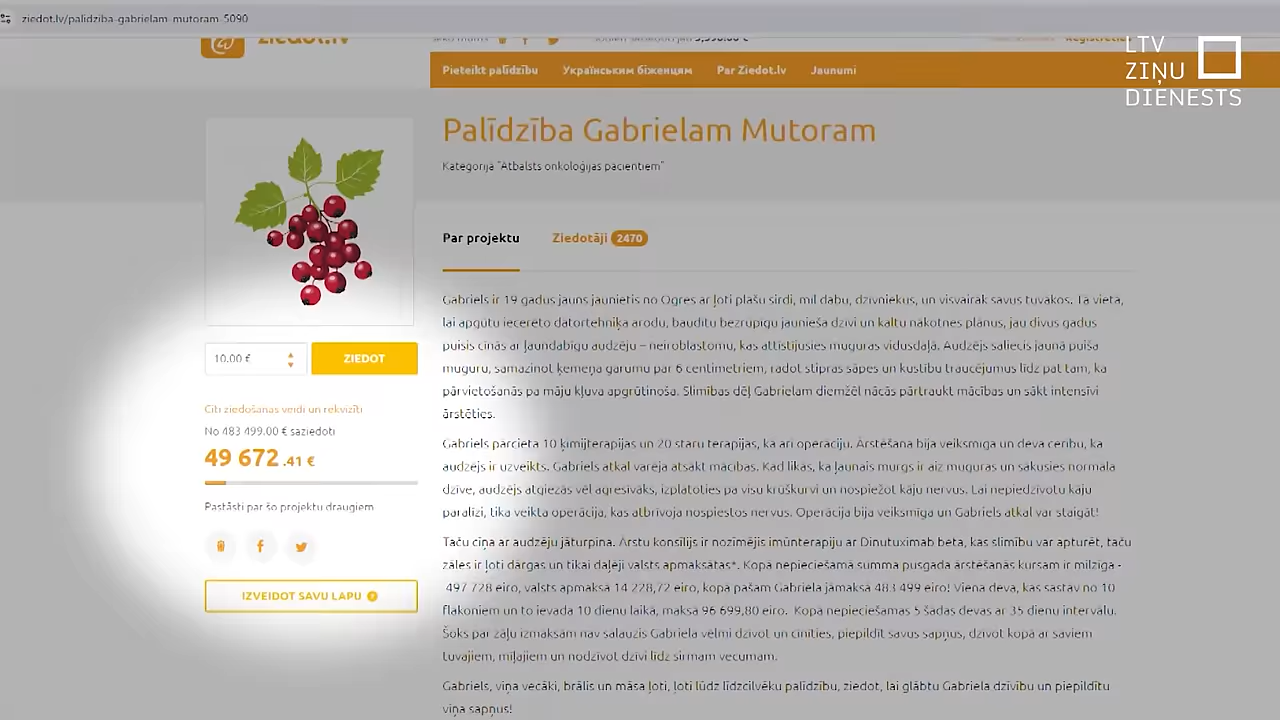 ziedot.lv/palidziba-gabrielam-mutoram-5090
ziedot.lv
LTV
ZIŅU
DIENESTS
Pieteikt palīdzību Українським біженцям Par Ziedot.lv Jaunumi
Palīdzība Gabrielam Mutoram
Kategorijā "Atbalsts onkoloģijas pacientiem"
Par projektu Ziedotāji 2470
10.00 € ZIEDOT
Citi ziedošanas veidi un rekvizīti
No 483 499.00 € saziedoti
49 672.41 €
Pastāsti par šo projektu draugiem
IZVEIDOT SAVU LAPU ?
Gabriels ir 19 gadus jauns jaunietis no Ogres ar ļoti plašu sirdi, mīl dabu, dzīvniekus, un visvairāk savus tuvākos. Tā vietā,
lai apgūtu iecerēto datortehniķa arodu, baudītu bezrūpīgu jaunieša dzīvi un kaltu nākotnes plānus, jau divus gadus
puisis cīnās ar ļaundabīgu audzēju – neiroblastomu, kas attīstījusies muguras vidusdaļā. Audzējs saliecis jaunā puiša
muguru, samazinot ķermeņa garumu par 6 centimetriem, radot stipras sāpes un kustību traucējumus līdz pat tam, ka
pārvietošanās pa māju kļuva apgrūtinoša. Slimības dēļ Gabrielam diemžēl nācās pārtraukt mācības un sākt intensīvi
ārstēties.
Gabriels pārcieta 10 ķīmijterapijas un 20 staru terapijas, kā arī operāciju. Ārstēšana bija veiksmīga un deva cerību, ka
audzējs ir uzveikts. Gabriels atkal varēja atsākt mācības. Kad likās, ka ļaunais murgs ir aiz muguras un sākusies normāla
dzīve, audzējs atgriezās vēl agresīvāks, izplatoties pa visu krūškurvi un nospiežot kāju nervus. Lai nepiedzīvotu kāju
paralīzi, tika veikta operācija, kas atbrīvoja nospiestos nervus. Operācija bija veiksmīga un Gabriels atkal var staigāt!
Taču cīņa ar audzēju jāturpina. Ārstu konsīlijs ir nozīmējis imūnterapiju ar Dinutuximab beta, kas slimību var apturēt, taču
zāles ir ļoti dārgas un tikai daļēji valsts apmaksātas*. Kopā nepieciešamā summa pusgada ārstēšanās kursam ir milzīga -
497 728 eiro, valsts apmaksā 14 228,72 eiro, kopā pašam Gabrielam jāmaksā 483 499 eiro! Viena deva, kas sastāv no 10
flakoniem un to ievada 10 dienu laikā, maksā 96 699,80 eiro. Kopā nepieciešamas 5 šādas devas ar 35 dienu intervālu.
Šoks par zāļu izmaksām nav salauzis Gabriela vēlmi dzīvot un cīnīties, piepildīt savus sapņus, dzīvot kopā ar saviem
tuvajiem, mīļajiem un nodzīvot dzīvi līdz sirmam vecumam.
Gabriels, viņa vecāki, brālis un māsa ļoti, ļoti lūdz līdzcilvēku palīdzību, ziedot, lai glābtu Gabriela dzīvību un piepildītu
viņa sapņus!